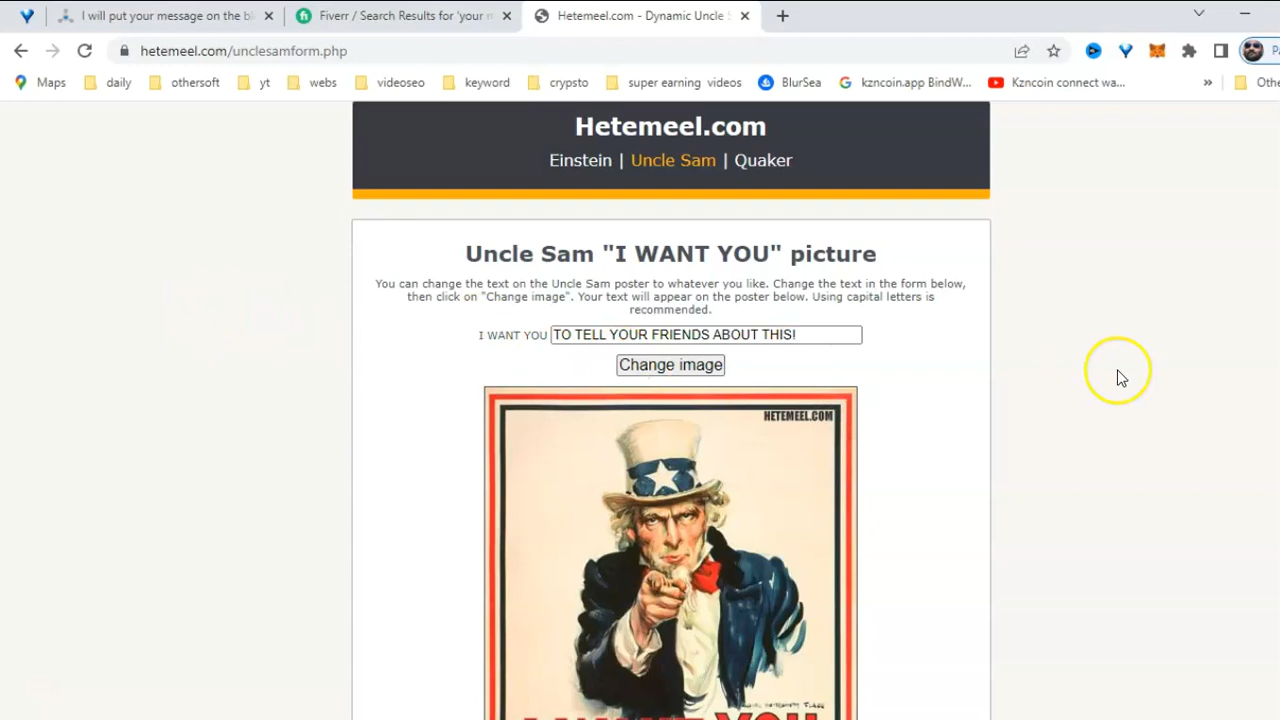 I will put your message on the bl
Fiverr / Search Results for 'your m
Hetemeel.com - Dynamic Uncle S
hetemeel.com/unclesamform.php
Maps
daily
othersoft
yt
webs
videoseo
keyword
crypsto
super earning videos
BlurSea
kzncoin.app BindW...
Kzncoin connect wa...
»
Othe
Hetemeel.com
Einstein | Uncle Sam | Quaker
Uncle Sam "I WANT YOU" picture
You can change the text on the Uncle Sam poster to whatever you like. Change the text in the form below,
then click on "Change image". Your text will appear on the poster below. Using capital letters is
recommended.
I WANT YOU TO TELL YOUR FRIENDS ABOUT THIS!
Change image
HETEMEEL.COM
I WANT YOU